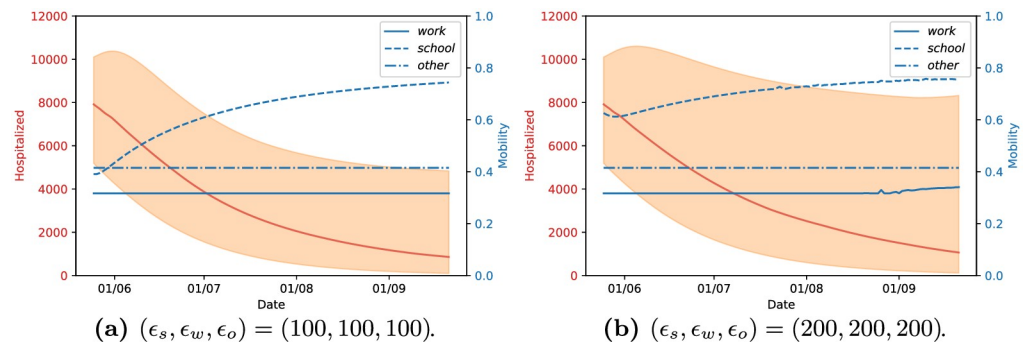 12000
10000
8000
6000
4000
2000
0
Hospitalized
01/06
01/07
01/08
01/09
Date
1.0
0.8
0.6
0.4
0.2
0.0
Mobility
work
school
other
(a) (ϵs, ϵw, ϵo) = (100, 100, 100).
12000
10000
8000
6000
4000
2000
0
Hospitalized
01/06
01/07
01/08
01/09
Date
1.0
0.8
0.6
0.4
0.2
0.0
Mobility
work
school
other
(b) (ϵs, ϵw, ϵo) = (200, 200, 200).